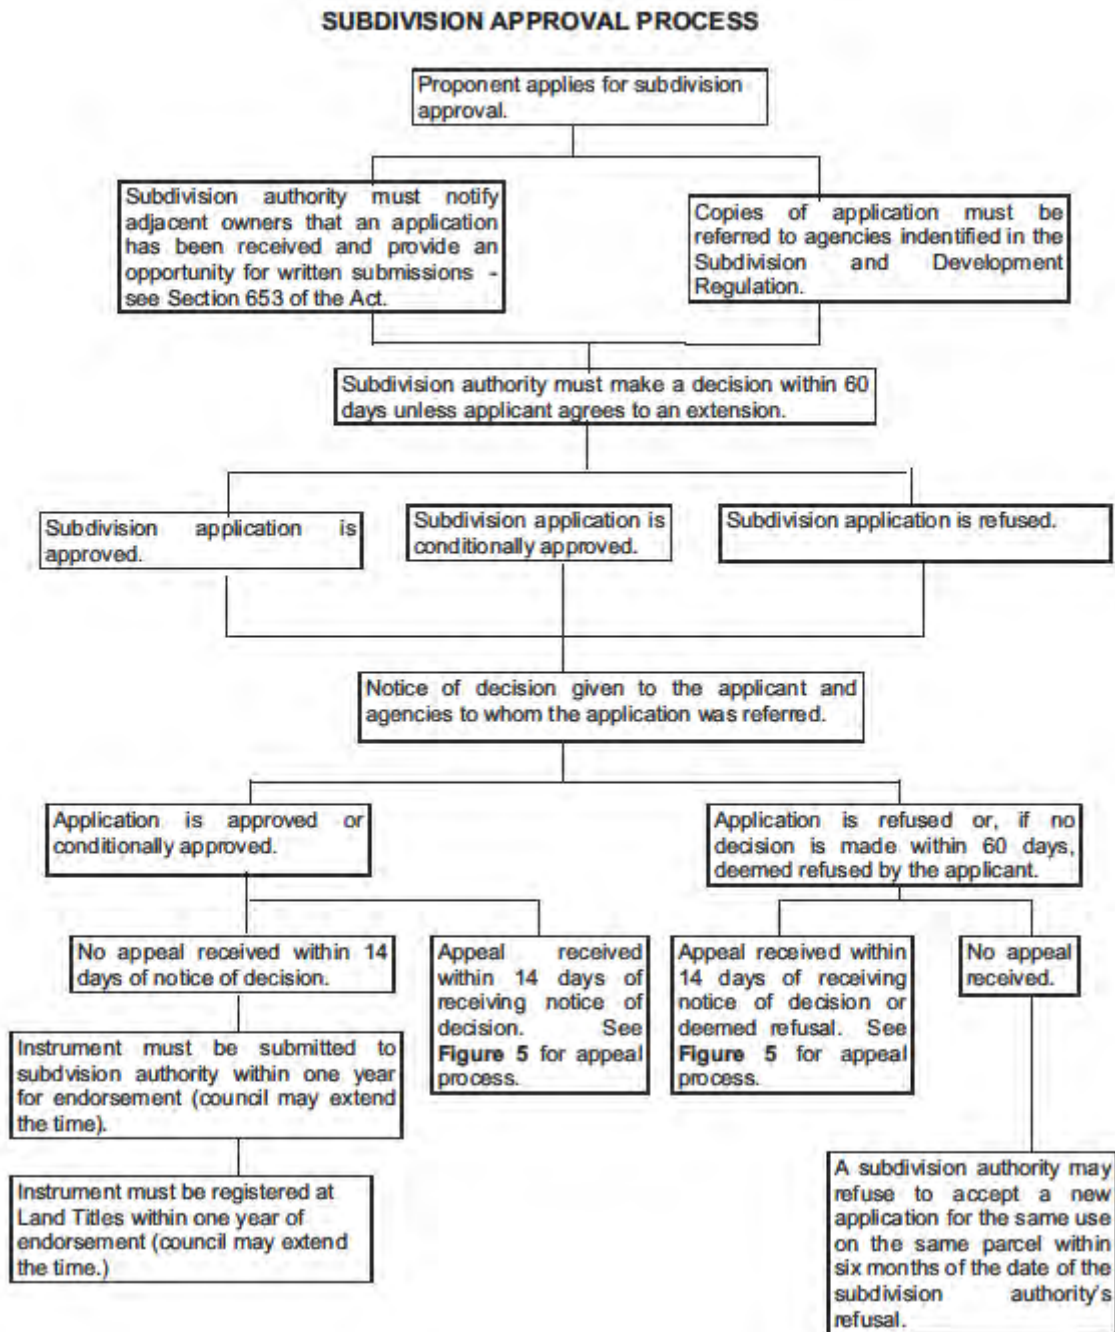 SUBDIVISION APPROVAL PROCESS
Proponent applies for subdivision
approval.
Subdivision authority must notify
adjacent owners that an application
has been received and provide an
opportunity for written submissions -
see Section 653 of the Act.
Copies of application must be
referred to agencies indentified in the
Subdivision and Development
Regulation.
Subdivision authority must make a decision within 60
days unless applicant agrees to an extension.
Subdivision application is
approved.
Subdivision application is
conditionally approved.
Subdivision application is refused.
Notice of decision given to the applicant and
agencies to whom the application was referred.
Application is approved or
conditionally approved.
Application is refused or, if no
decision is made within 60 days,
deemed refused by the applicant.
No appeal received within 14
days of notice of decision.
Appeal received
within 14 days of
receiving notice of
decision. See
Figure 5 for appeal
process.
Appeal received within
14 days of receiving
notice of decision or
deemed refusal. See
Figure 5 for appeal
process.
No appeal
received.
Instrument must be submitted to
subdvision authority within one year
for endorsement (council may extend
the time).
Instrument must be registered at
Land Titles within one year of
endorsement (council may extend
the time.)
A subdivision authority may
refuse to accept a new
application for the same use
on the same parcel within
six months of the date of the
subdivision authority's
refusal.